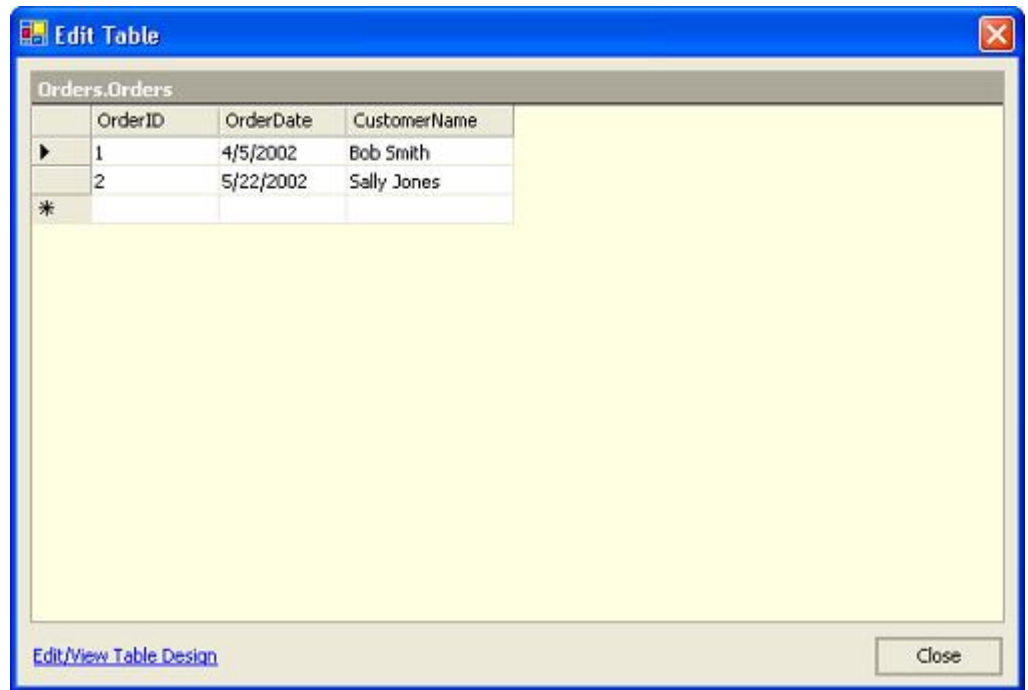 Edit Table
Orders.Orders
OrderID OrderDate CustomerName
1 4/5/2002 Bob Smith
2 5/22/2002 Sally Jones
Edit/View Table Design Close